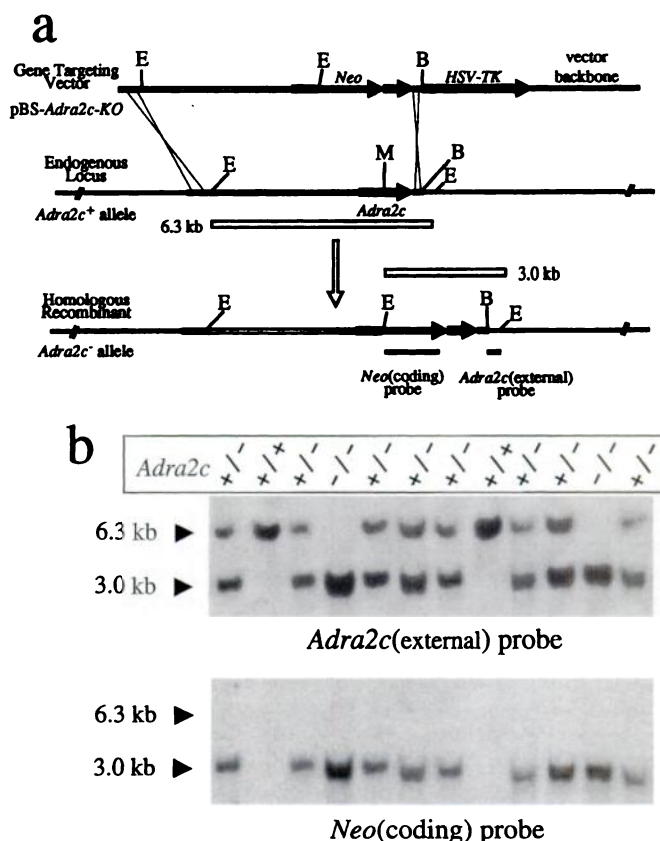 a
Gene Targeting Vector
pBS-Adra2c-KO
E
E
Neo
B
HSV-TK
vector backbone
Endogenous Locus
Adra2c+ allele
E
M
B
E
Adra2c
6.3 kb
3.0 kb
Homologous Recombinant
Adra2c- allele
E
E
B
E
Neo(coding) probe
Adra2c(external) probe
b
Adra2c
+/- +/+ +/- -/- +/- +/- +/- +/+ +/- +/- -/- +/-
6.3 kb
3.0 kb
Adra2c(external) probe
6.3 kb
3.0 kb
Neo(coding) probe